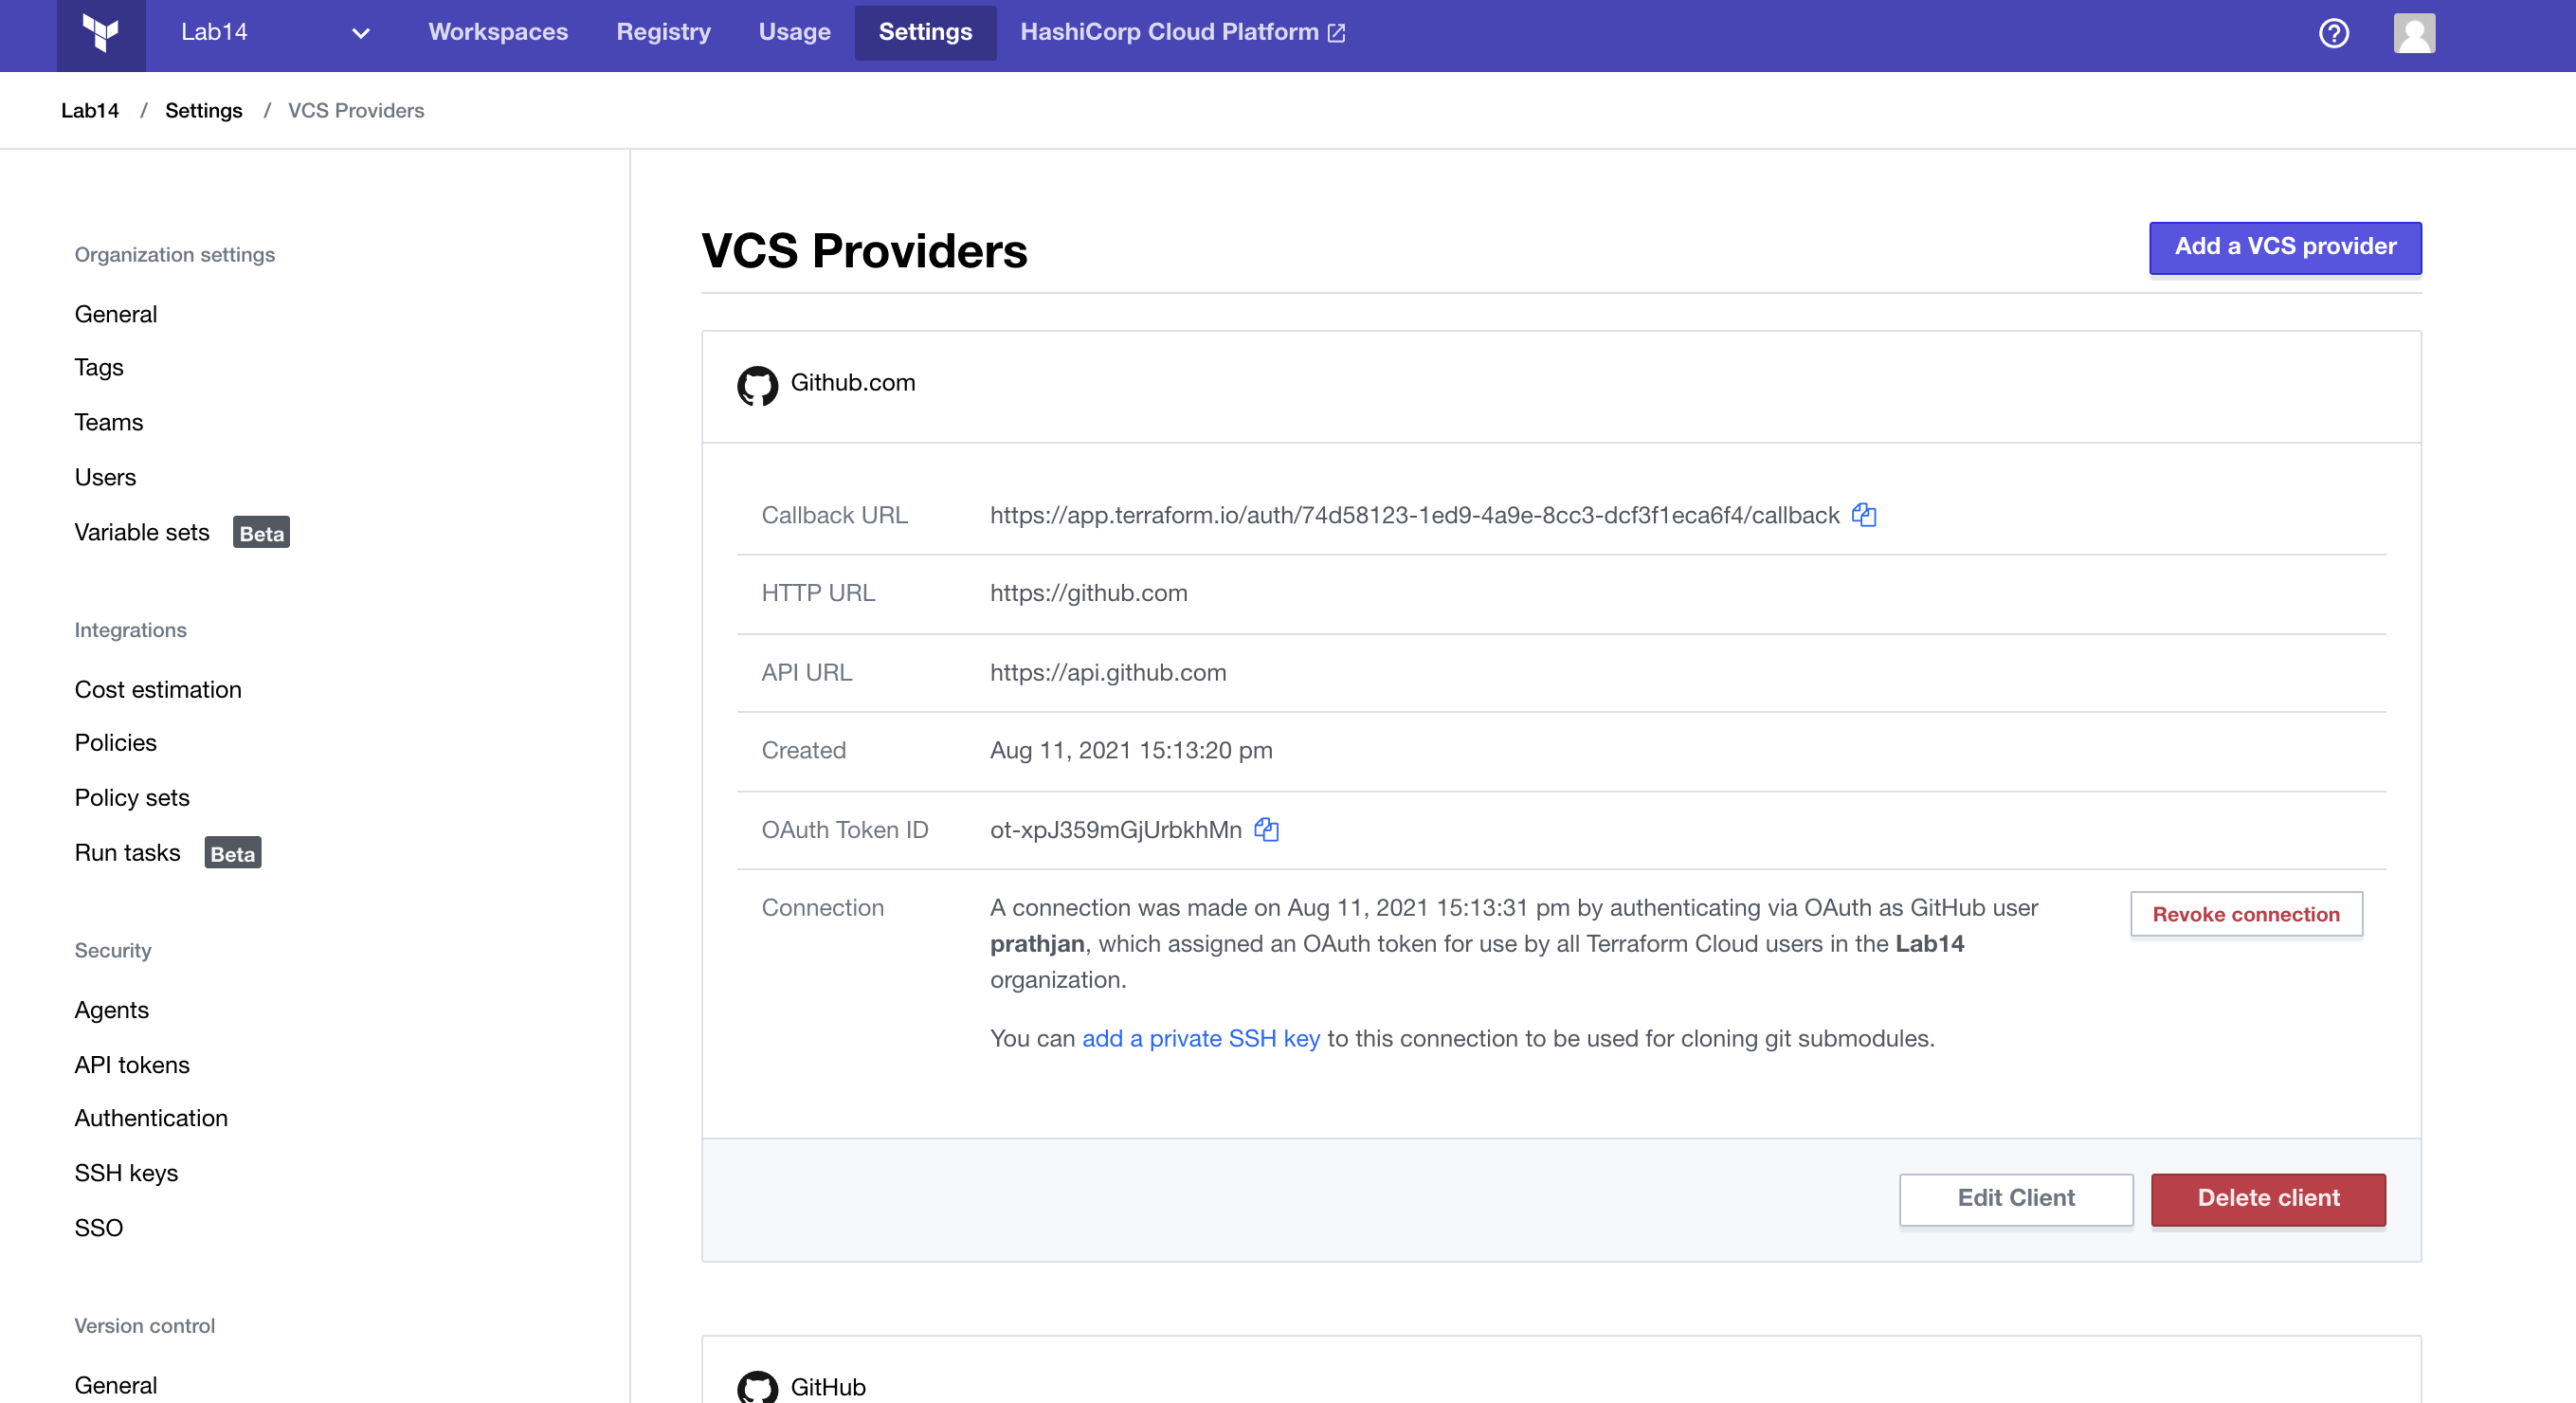 Lab14 Workspaces Registry Usage Settings HashiCorp Cloud Platform
Lab14 / Settings / VCS Providers
Organization settings
General
Tags
Teams
Users
Variable sets Beta
Integrations
Cost estimation
Policies
Policy sets
Run tasks Beta
Security
Agents
API tokens
Authentication
SSH keys
SSO
Version control
General
VCS Providers
Add a VCS provider
Github.com
Callback URL https://app.terraform.io/auth/74d58123-1ed9-4a9e-8cc3-dcf3f1eca6f4/callback
HTTP URL https://github.com
API URL https://api.github.com
Created Aug 11, 2021 15:13:20 pm
OAuth Token ID ot-xpJ359mGjUrbkhMn
Connection A connection was made on Aug 11, 2021 15:13:31 pm by authenticating via OAuth as GitHub user
prathjan, which assigned an OAuth token for use by all Terraform Cloud users in the Lab14
organization.
Revoke connection
You can add a private SSH key to this connection to be used for cloning git submodules.
Edit Client
Delete client
GitHub